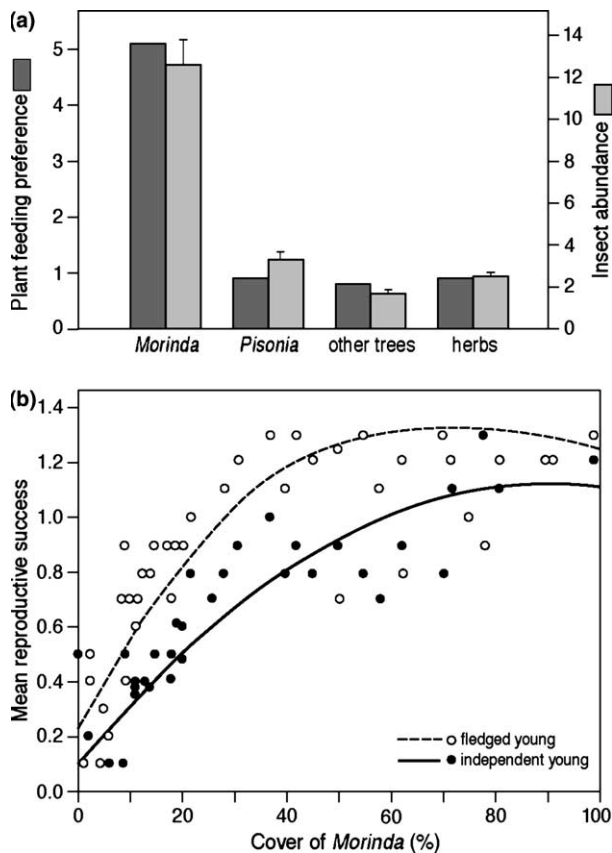 (a)
Plant feeding preference
5
4
3
2
1
0
14
12
10
8
6
4
2
0
Insect abundance
Morinda Pisonia other trees herbs
(b)
Mean reproductive success
1.4
1.2
1.0
0.8
0.6
0.4
0.2
0.0
fledged young
independent young
0 20 40 60 80 100
Cover of Morinda (%)